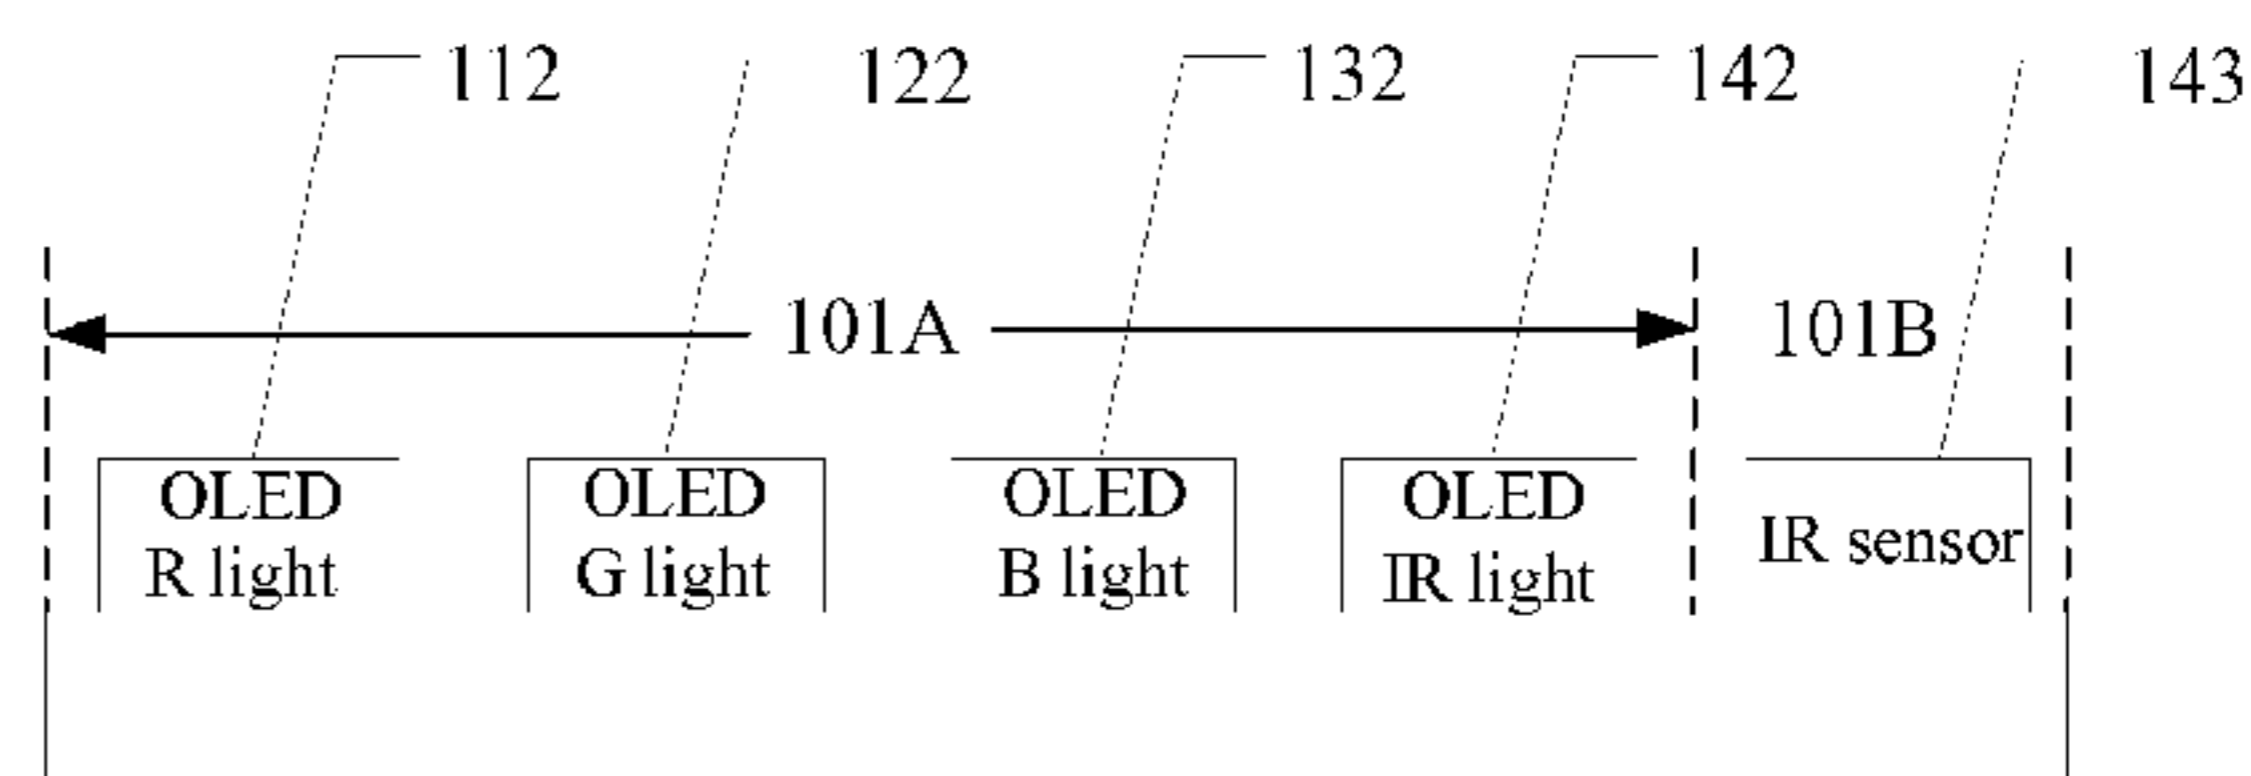 112 122 132 142 143
101A 101B
OLED OLED OLED OLED
R light G light B light IR light IR sensor